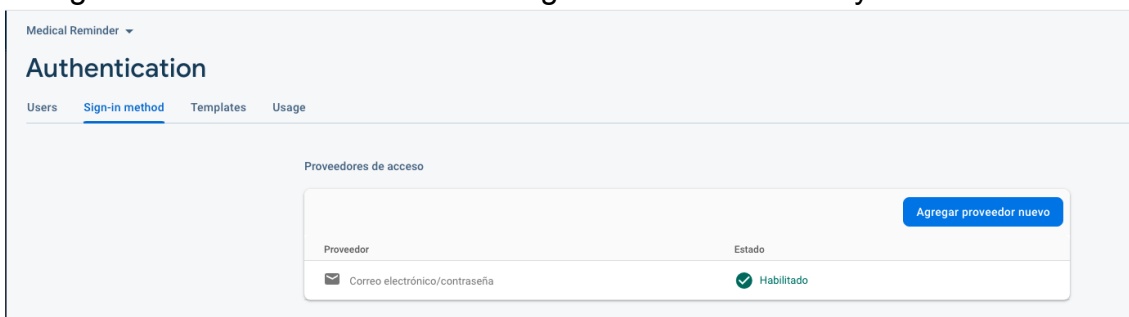 Medical Reminder
Authentication
Users Sign-in method Templates Usage
Proveedores de acceso
Agregar proveedor nuevo
Proveedor Estado
Correo electrónico/contraseña Habilitado